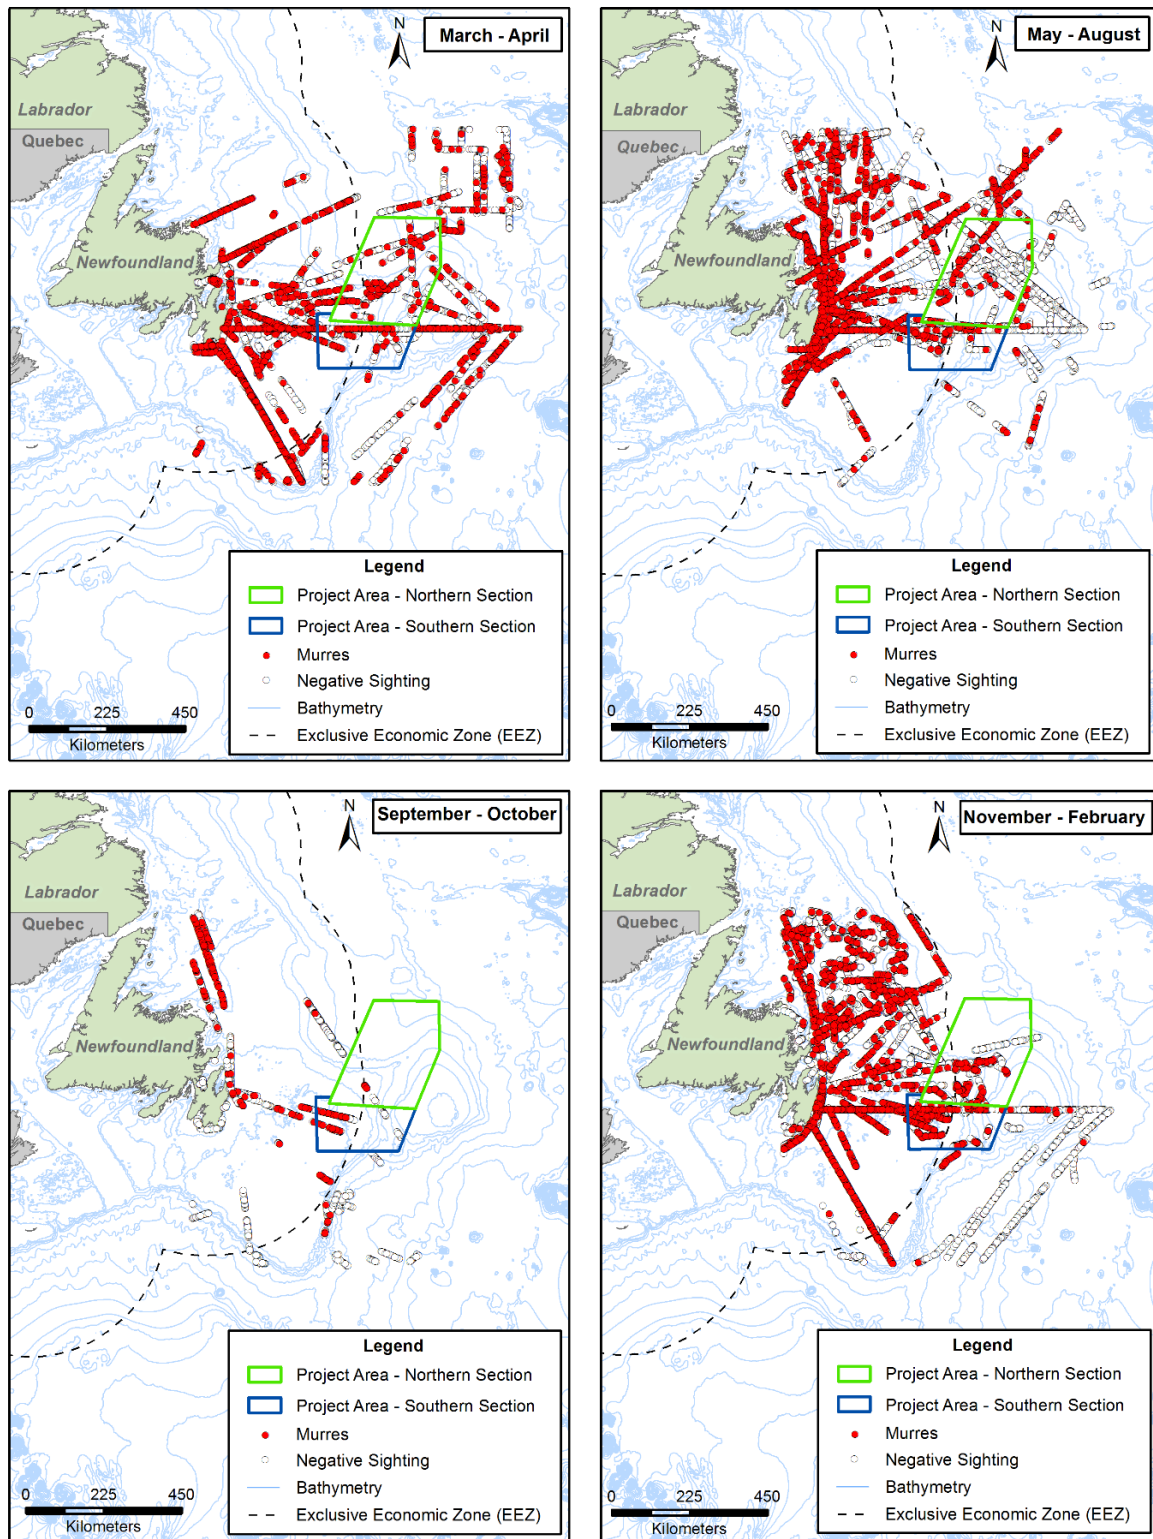 March - April
N
Labrador
Quebec
Newfoundland
Legend
Project Area - Northern Section
Project Area - Southern Section
Murres
Negative Sighting
Bathymetry
Exclusive Economic Zone (EEZ)
0 225 450
Kilometers
May - August
N
Labrador
Quebec
Newfoundland
Legend
Project Area - Northern Section
Project Area - Southern Section
Murres
Negative Sighting
Bathymetry
Exclusive Economic Zone (EEZ)
0 225 450
Kilometers
September - October
N
Labrador
Quebec
Newfoundland
Legend
Project Area - Northern Section
Project Area - Southern Section
Murres
Negative Sighting
Bathymetry
Exclusive Economic Zone (EEZ)
0 225 450
Kilometers
November - February
N
Labrador
Quebec
Newfoundland
Legend
Project Area - Northern Section
Project Area - Southern Section
Murres
Negative Sighting
Bathymetry
Exclusive Economic Zone (EEZ)
0 225 450
Kilometers